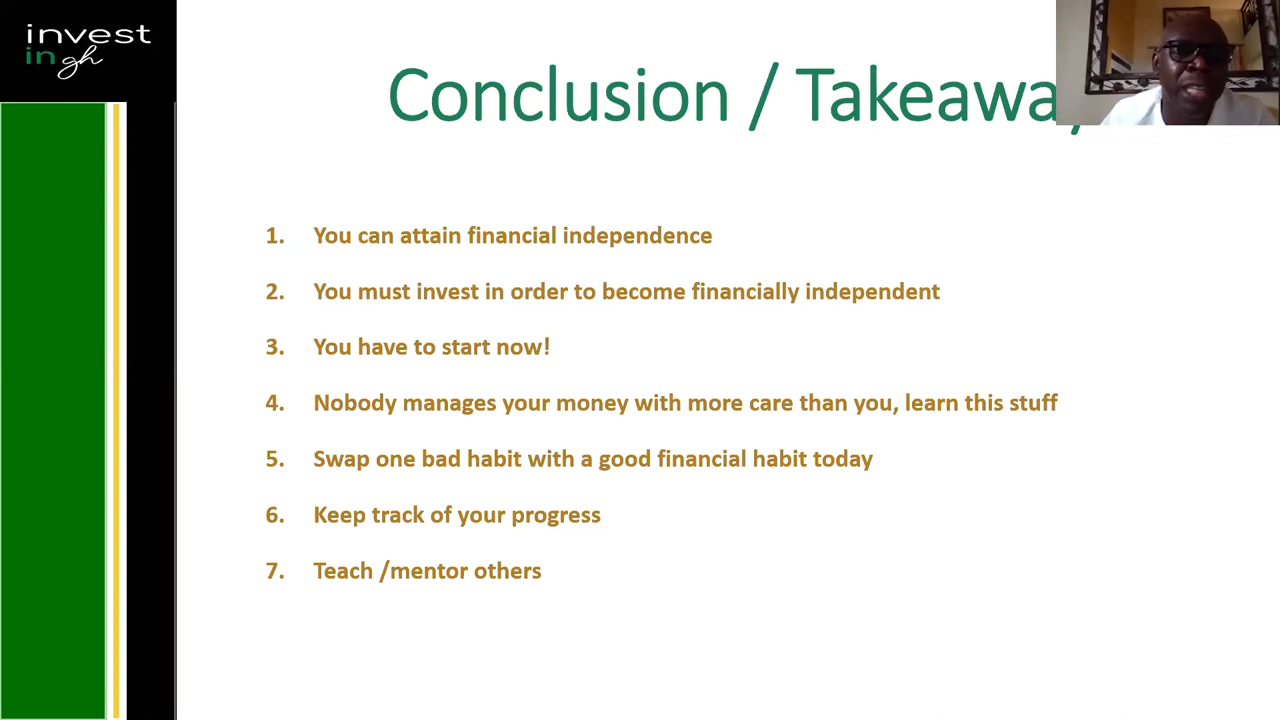 invest
in gh
Conclusion / Takeaway
1. You can attain financial independence
2. You must invest in order to become financially independent
3. You have to start now!
4. Nobody manages your money with more care than you, learn this stuff
5. Swap one bad habit with a good financial habit today
6. Keep track of your progress
7. Teach /mentor others